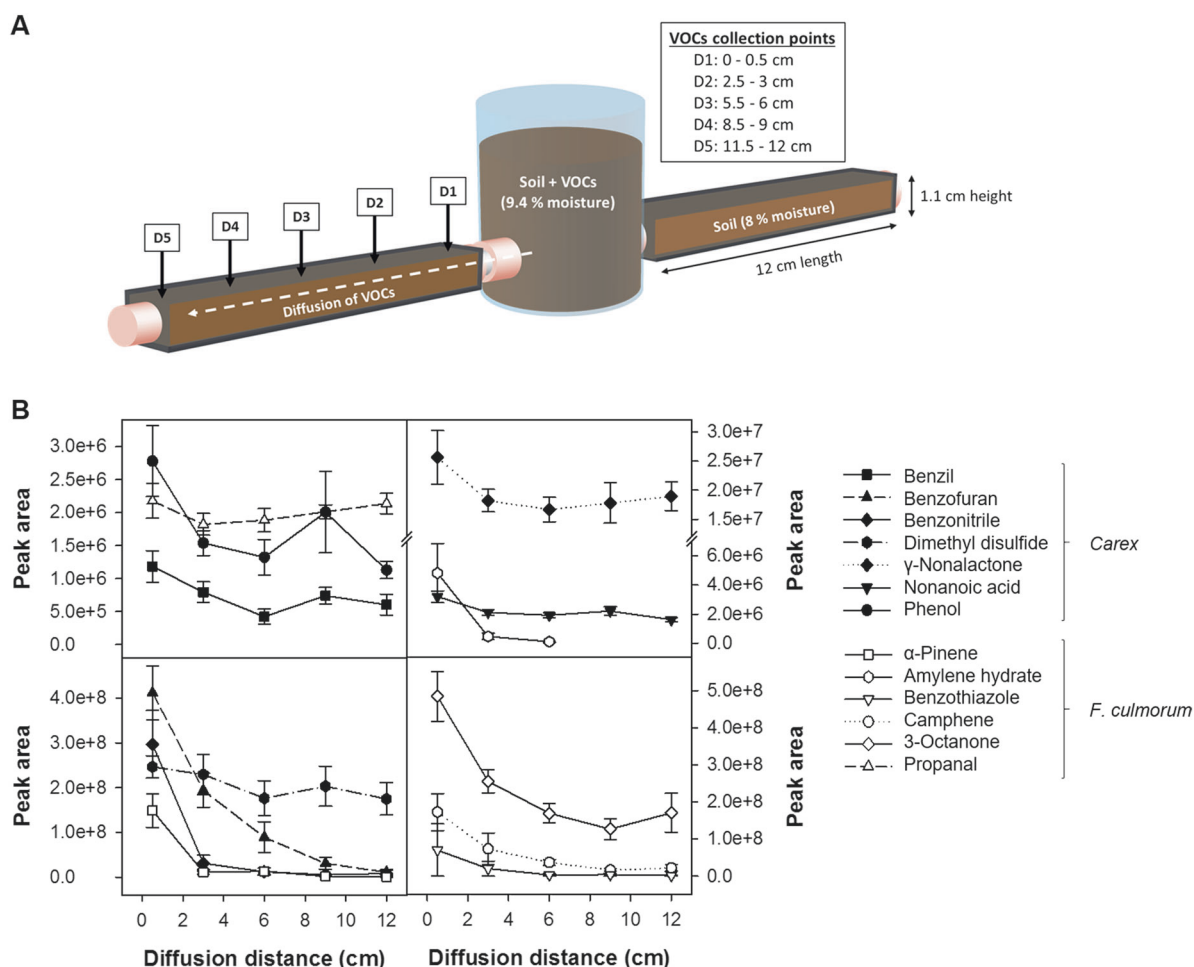 A
VOCs collection points
D1: 0 - 0.5 cm
D2: 2.5 - 3 cm
D3: 5.5 - 6 cm
D4: 8.5 - 9 cm
D5: 11.5 - 12 cm
Soil + VOCs
(9.4 % moisture)
D1
D2
D3
D4
D5
Soil (8 % moisture)
1.1 cm height
12 cm length
Diffusion of VOCs
B
Peak area
3.0e+6
2.5e+6
2.0e+6
1.5e+6
1.0e+6
5.0e+5
0.0
3.0e+7
2.5e+7
2.0e+7
1.5e+7
6.0e+6
4.0e+6
2.0e+6
0.0
Peak area
Peak area
4.0e+8
3.0e+8
2.0e+8
1.0e+8
0.0
5.0e+8
4.0e+8
3.0e+8
2.0e+8
1.0e+8
0.0
Peak area
0 2 4 6 8 10 12
0 2 4 6 8 10 12
Diffusion distance (cm)
Diffusion distance (cm)
Benzil
Benzofuran
Benzonitrile
Dimethyl disulfide
γ-Nonalactone
Nonanoic acid
Phenol
Carex
α-Pinene
Amylene hydrate
Benzothiazole
Camphene
3-Octanone
Propanal
F. culmorum